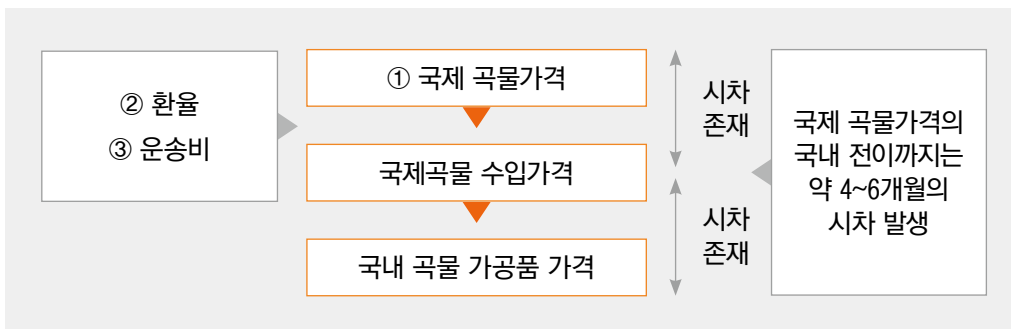 ② 환율
③ 운송비
① 국제 곡물가격
국제곡물 수입가격
국내 곡물 가공품 가격
시차
존재
시차
존재
국제 곡물가격의
국내 전이까지는
약 4~6개월의
시차 발생